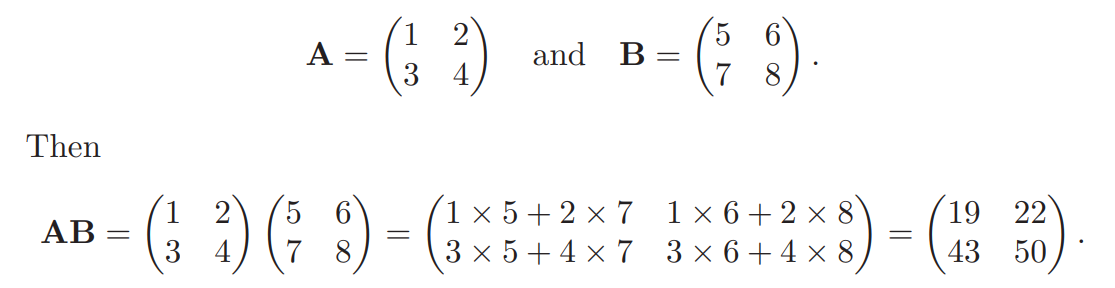 A = (1 2
3 4) and B = (5 6
7 8).
Then
AB = (1 2
3 4) (5 6
7 8) = (1 × 5 + 2 × 7 1 × 6 + 2 × 8
3 × 5 + 4 × 7 3 × 6 + 4 × 8) = (19 22
43 50).